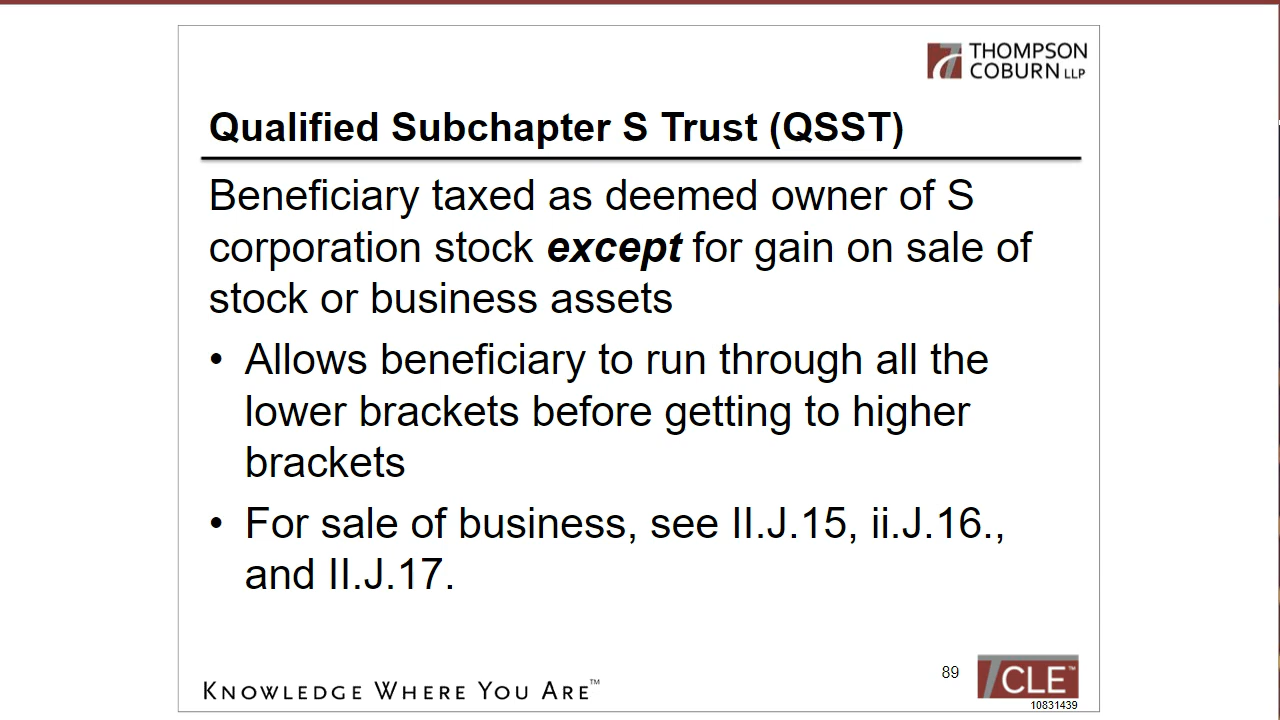 THOMPSON
COBURN LLP
Qualified Subchapter S Trust (QSST)
Beneficiary taxed as deemed owner of S
corporation stock except for gain on sale of
stock or business assets
• Allows beneficiary to run through all the
lower brackets before getting to higher
brackets
• For sale of business, see II.J.15, ii.J.16.,
and II.J.17.
KNOWLEDGE WHERE YOU ARE™
89
TCLE™
10831439